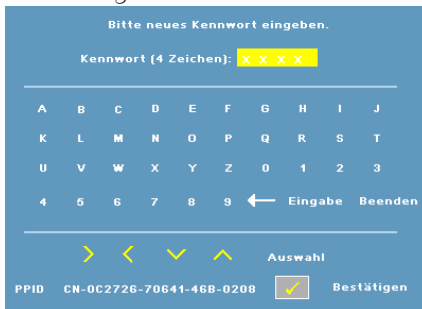 Bitte neues Kennwort eingeben.
Kennwort (4 Zeichen): X X X X
A B C D E F G H I J
K L M N O P Q R S T
U V W X Y Z 0 1 2 3
4 5 6 7 8 9 ← Eingabe Beenden
> < ∨ ∧ Auswahl
PPID CN-0C2726-70641-46B-0208 ✓ Bestätigen